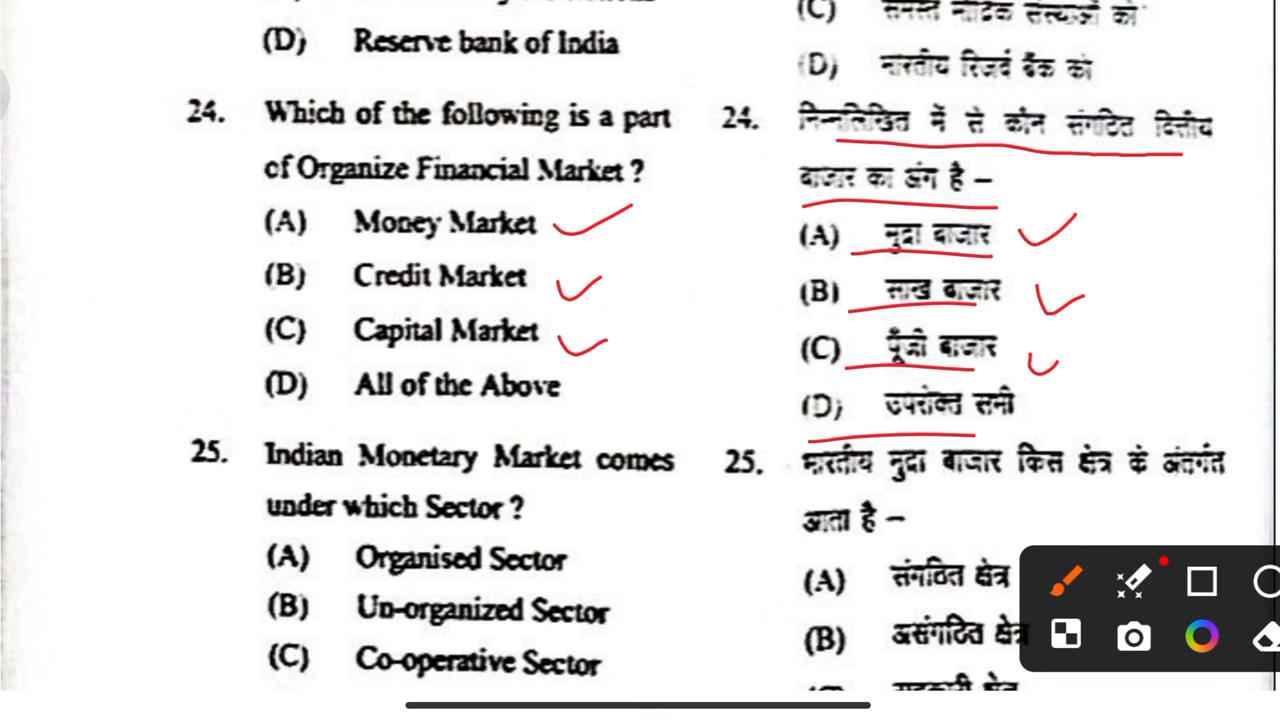 (D) Reserve bank of India
24. Which of the following is a part
of Organize Financial Market ?
(A) Money Market
(B) Credit Market
(C) Capital Market
(D) All of the Above
25. Indian Monetary Market comes
under which Sector ?
(A) Organised Sector
(B) Un-organized Sector
(C) Co-operative Sector
(C) समस्त मौद्रिक संस्थाओं को
(D) भारतीय रिजर्व बैंक को
24. निम्नलिखित में से कौन संगठित वित्तीय
बाजार का अंग है –
(A) मुद्रा बाजार
(B) साख बाजार
(C) पूँजी बाजार
(D) उपरोक्त सभी
25. भारतीय मुद्रा बाजार किस क्षेत्र के अंतर्गत
आता है –
(A) संगठित क्षेत्र
(B) असंगठित क्षेत्र